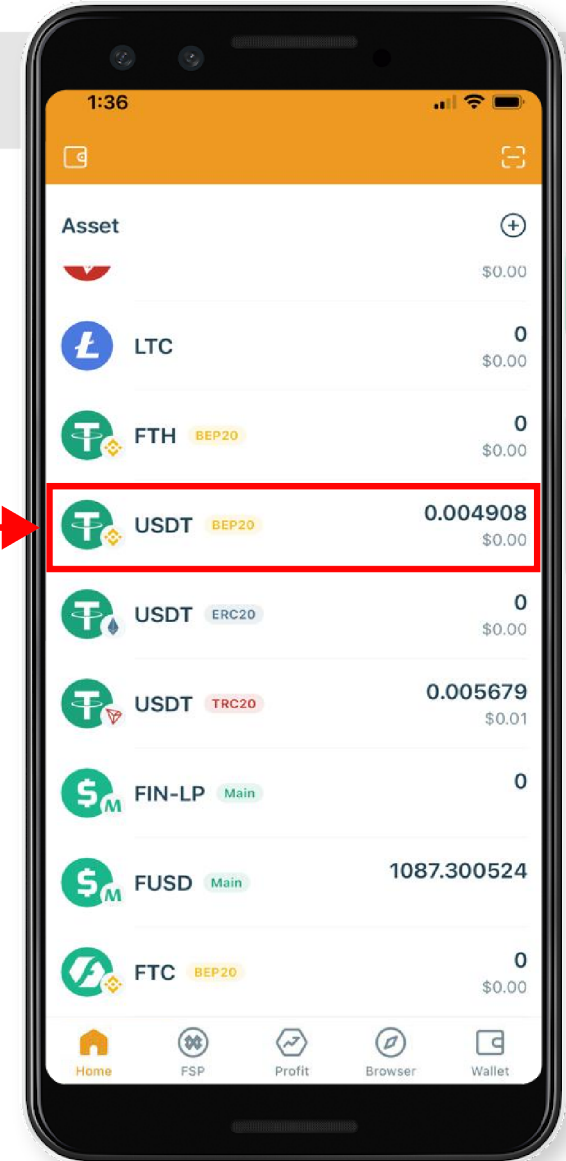 1:36
Asset
$0.00
LTC 0
$0.00
FTH BEP20 0
$0.00
USDT BEP20 0.004908
$0.00
USDT ERC20 0
$0.00
USDT TRC20 0.005679
$0.01
FIN-LP Main 0
FUSD Main 1087.300524
FTC BEP20 0
$0.00
Home FSP Profit Browser Wallet